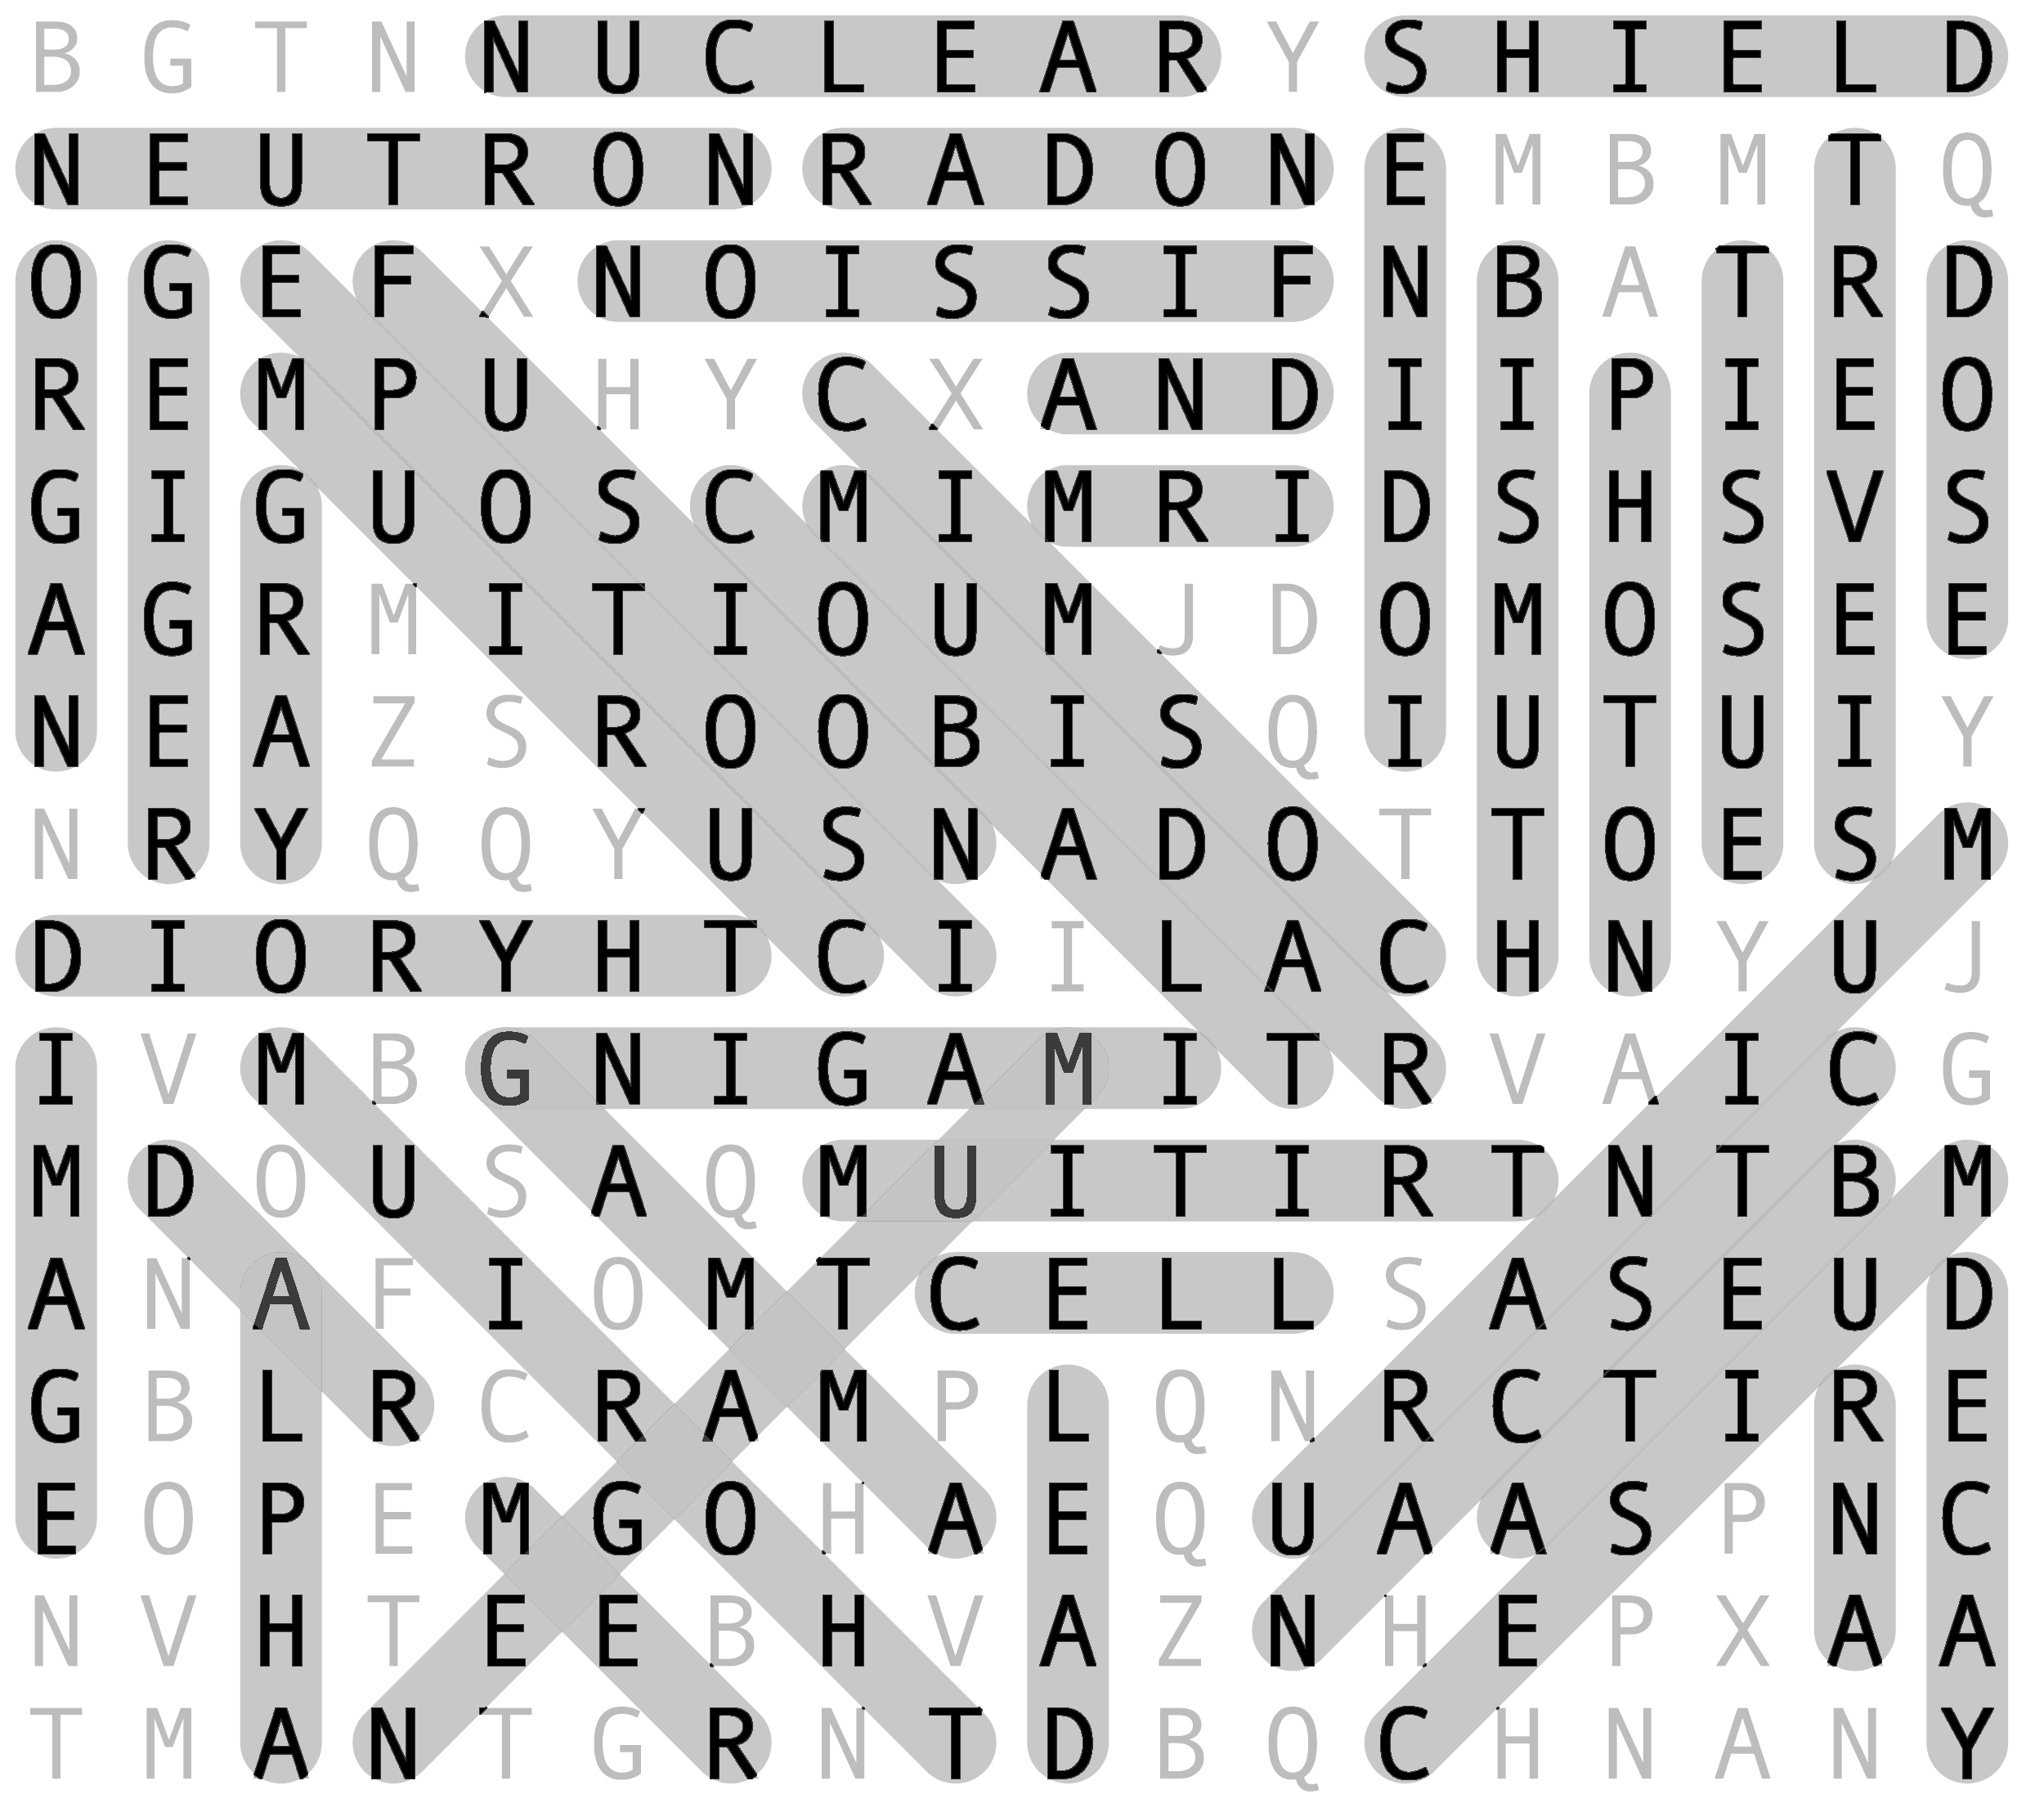 B G T N N U C L E A R Y S H I E L D
N E U T R O N R A D O N E M B M T Q
O G E F X N O I S S I F N B A T R D
R E M P U H Y C X A N D I I P I E O
G I G U O S C M I M R I D S H S V S
A G R M I T I O U M J D O M O S E E
N E A Z S R O O B I S Q I U T U I Y
N R Y Q Q Y U S N A D O T T O E S M
D I O R Y H T C I I L A C H N Y U J
I V M B G N I G A M I T R V A I C G
M D O U S A Q M U I T I R T N T B M
A N A F I O M T C E L L S A S E U D
G B L R C R A M P L Q N R C T I R E
E O P E M G O H A E Q U A A S P N C
N V H T E E B H V A Z N H E P X A A
T M A N T G R N T D B Q C H N A N Y